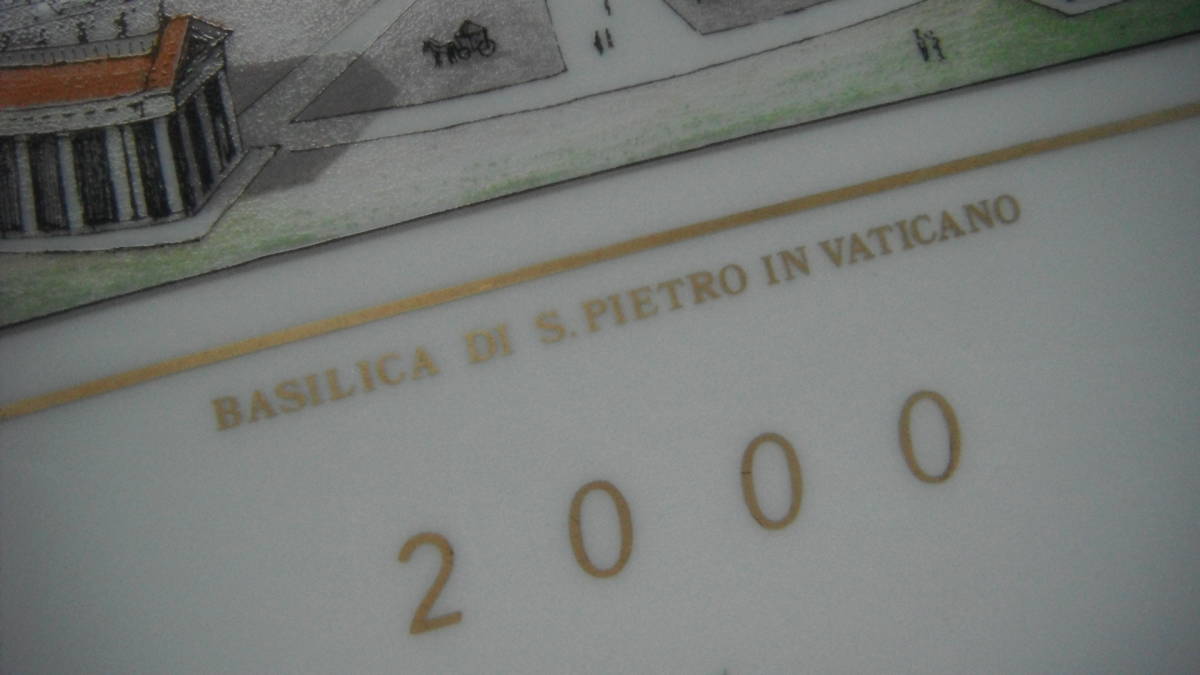 BASILICA DI S. PIETRO IN VATICANO
2000